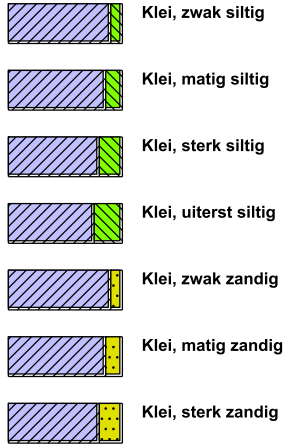 Klei, zwak siltig
Klei, matig siltig
Klei, sterk siltig
Klei, uiterst siltig
Klei, zwak zandig
Klei, matig zandig
Klei, sterk zandig